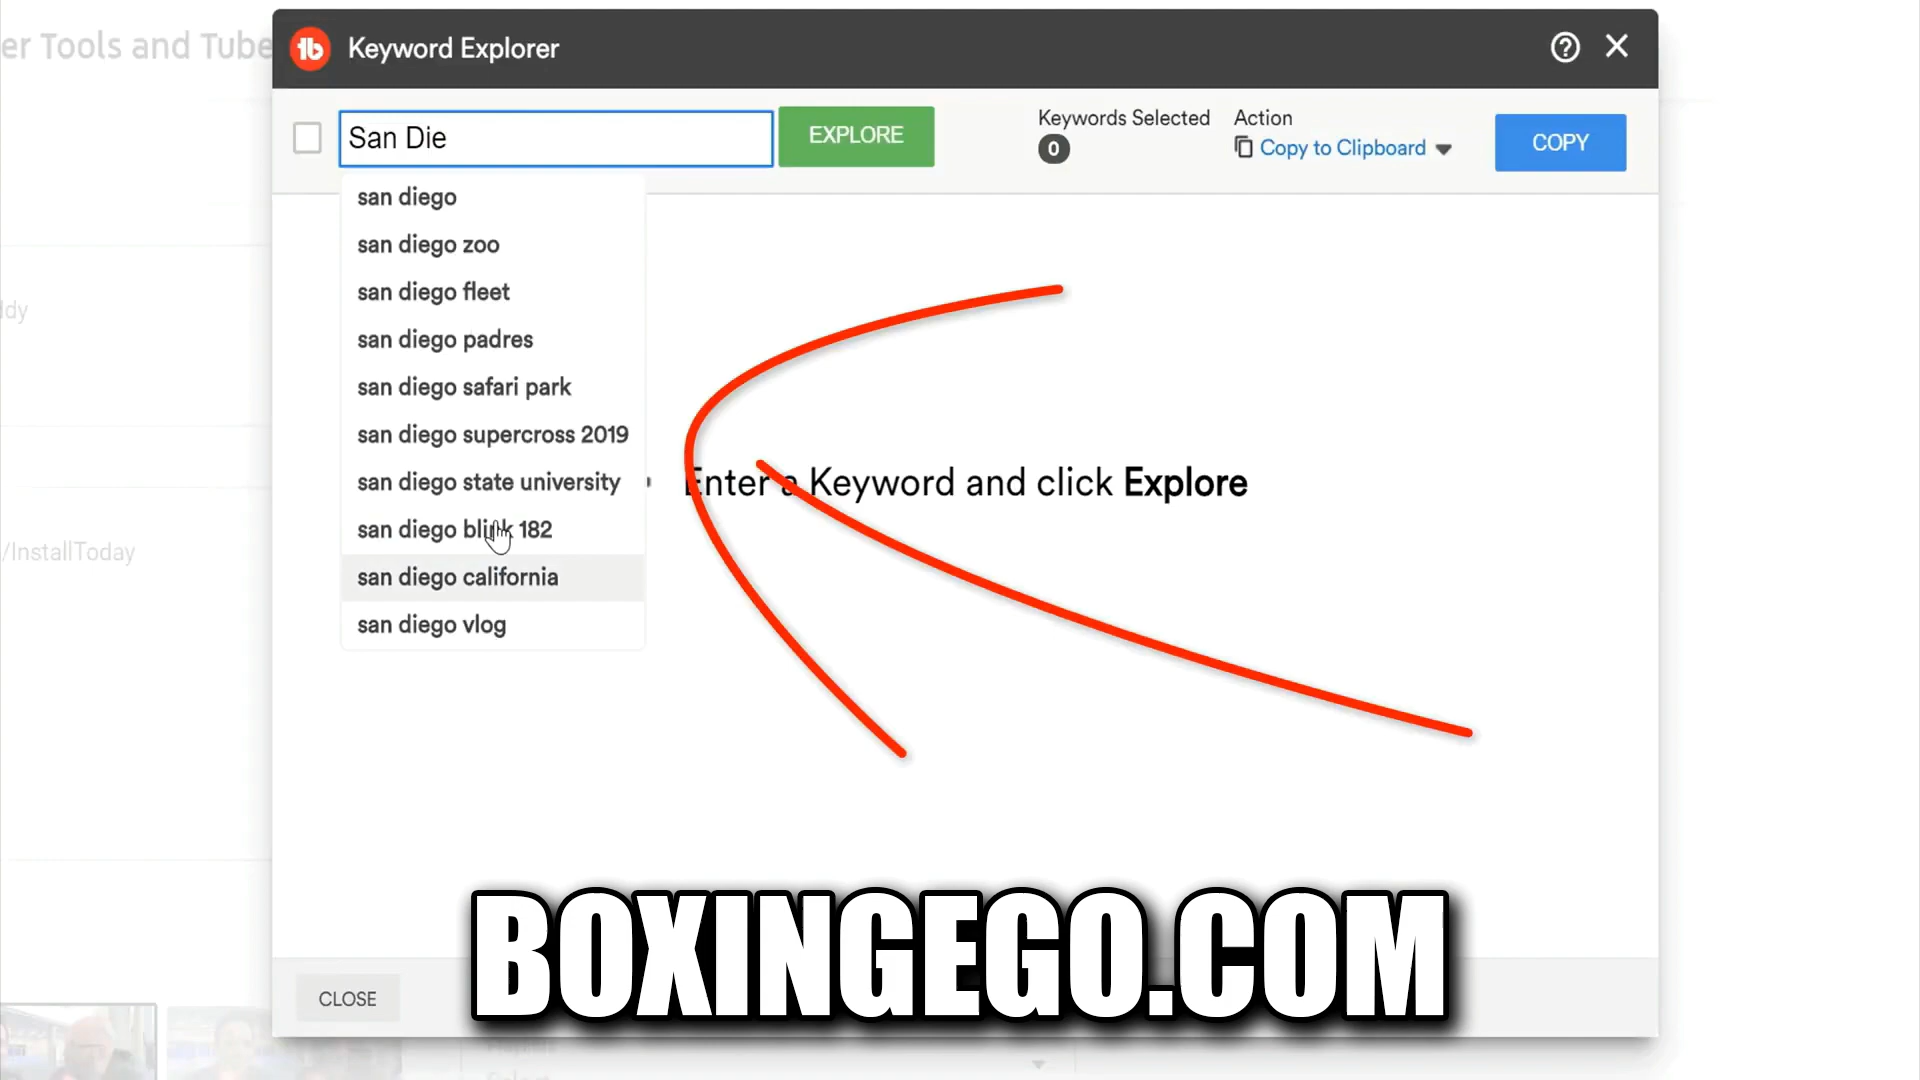 er Tools and Tube
Keyword Explorer
San Die
EXPLORE
Keywords Selected
0
Action
Copy to Clipboard
COPY
san diego
san diego zoo
san diego fleet
san diego padres
san diego safari park
san diego supercross 2019
san diego state university
san diego blink 182
san diego california
san diego vlog
Enter a Keyword and click Explore
ddy
/InstallToday
BOXINGEGO.COM
CLOSE